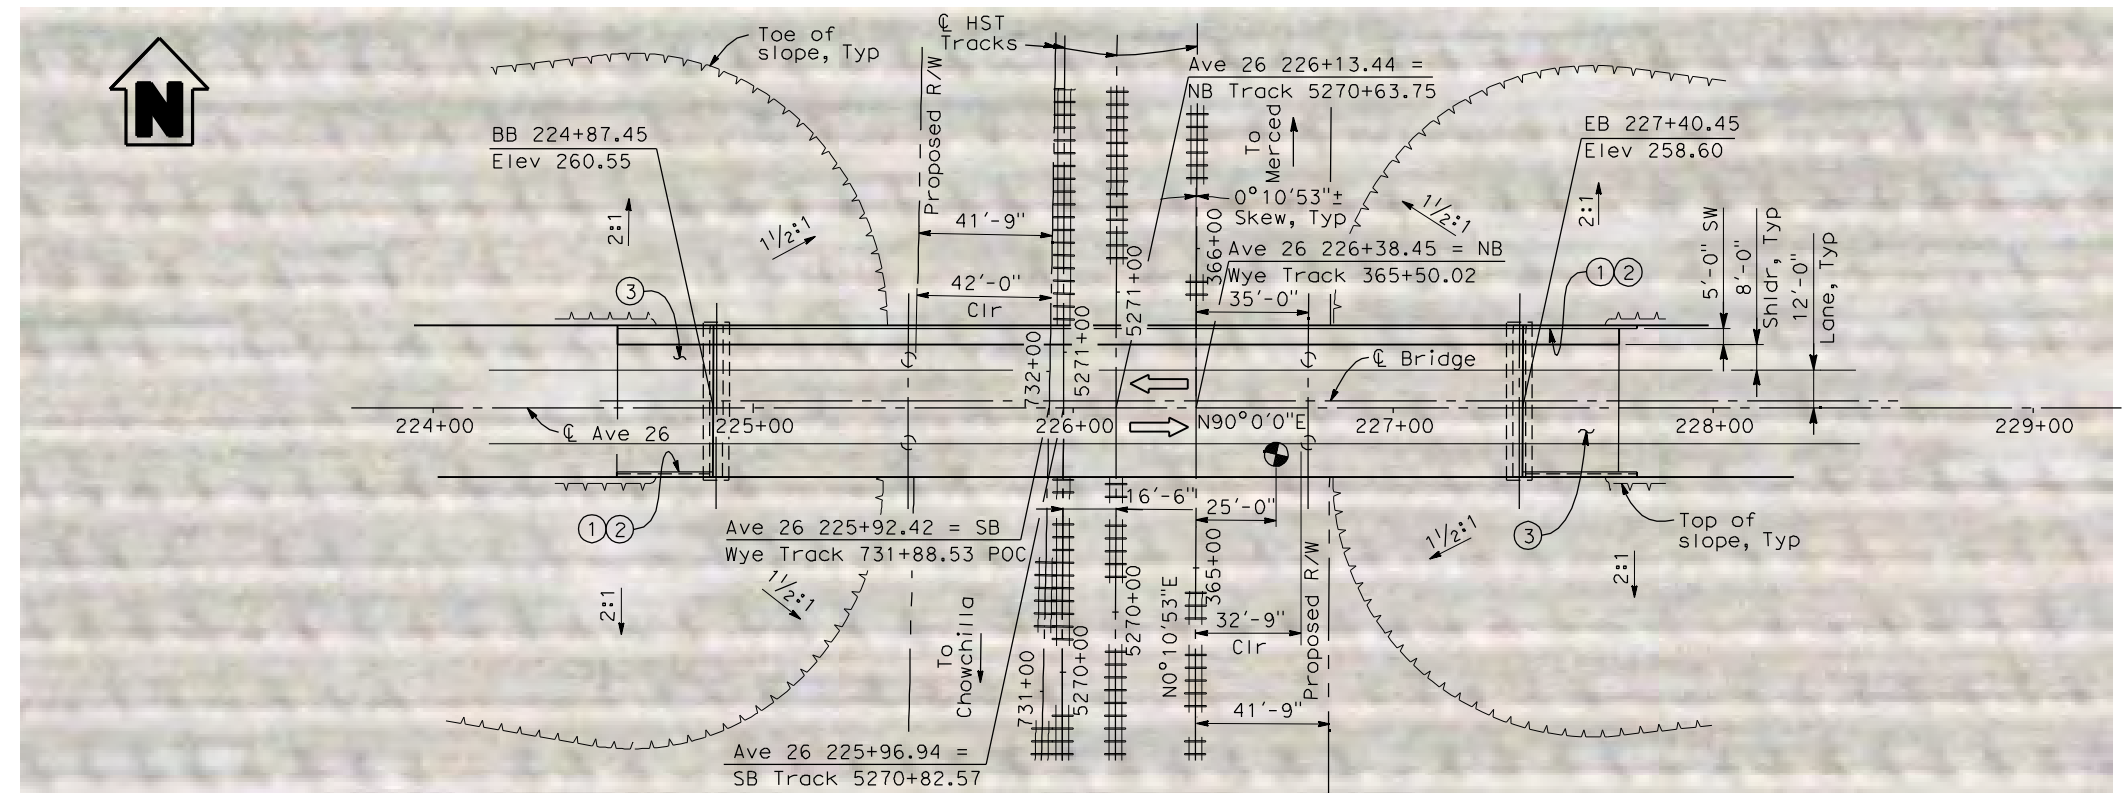 N
Toe of
slope, Typ
℄ HST
Tracks
Proposed R/W
Ave 26 226+13.44 =
NB Track 5270+63.75
To
Merced
BB 224+87.45
Elev 260.55
EB 227+40.45
Elev 258.60
2:1
1 1/2:1
41'-9"
0°10'53"±
Skew, Typ
1 1/2:1
2:1
5'-0" SW
8'-0"
Shldr, Typ
12'-0"
Lane, Typ
366+00
Ave 26 226+38.45 = NB
Wye Track 365+50.02
3
42'-0"
Clr
5271+00
35'-0"
1 2
732+00
5271+00
℄ Bridge
224+00
℄ Ave 26
225+00
226+00
N90°0'0"E
227+00
228+00
229+00
1 2
Ave 26 225+92.42 = SB
Wye Track 731+88.53 POC
16'-6"
25'-0"
1 1/2:1
3
Top of
slope, Typ
2:1
1 1/2:1
2:1
To
Chowchilla
731+00
5270+00
5270+00
N0°10'53"E
365+00
32'-9"
Clr
Proposed R/W
41'-9"
Ave 26 225+96.94 =
SB Track 5270+82.57